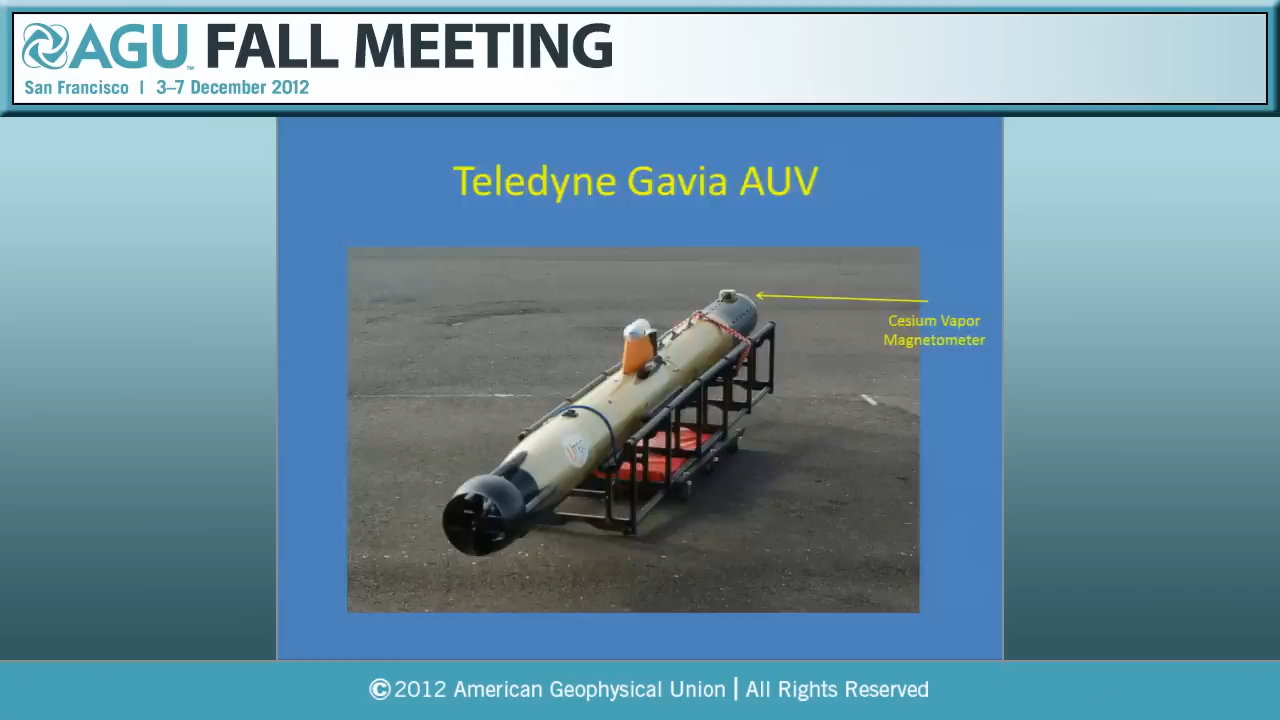 AGU™ FALL MEETING
San Francisco | 3–7 December 2012
Teledyne Gavia AUV
Cesium Vapor
Magnetometer
©2012 American Geophysical Union | All Rights Reserved